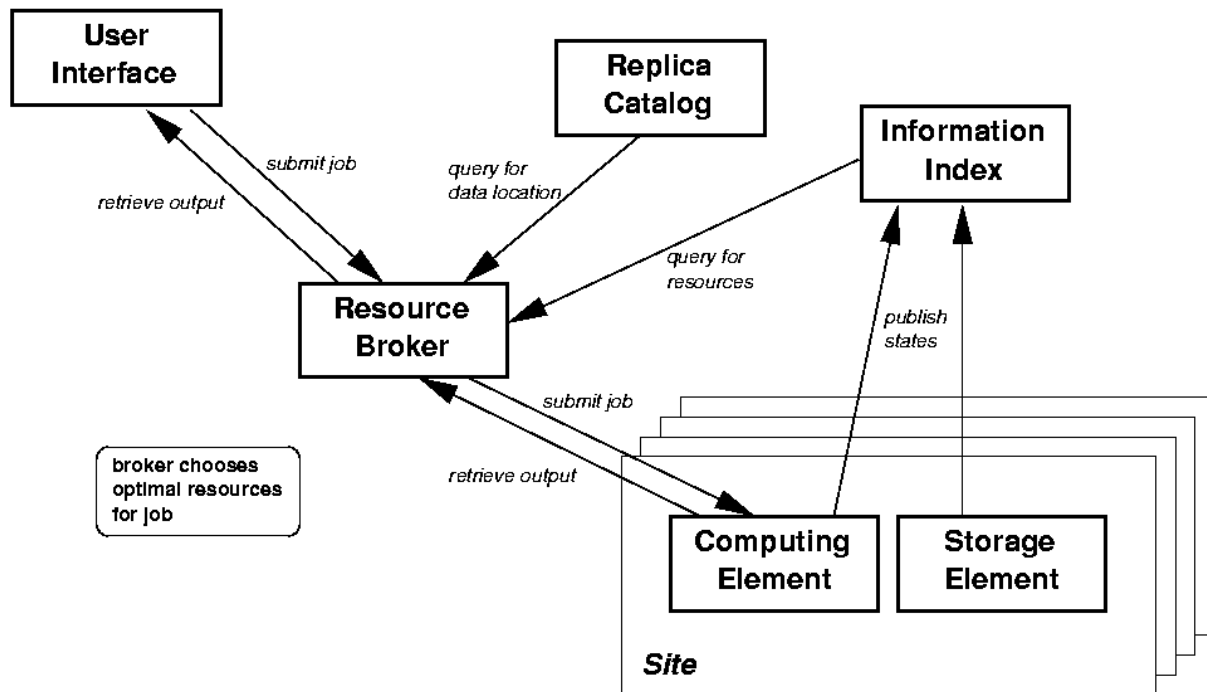 User
Interface
Replica
Catalog
Information
Index
submit job
retrieve output
query for
data location
query for
resources
Resource
Broker
publish
states
submit job
retrieve output
broker chooses
optimal resources
for job
Computing
Element
Storage
Element
Site